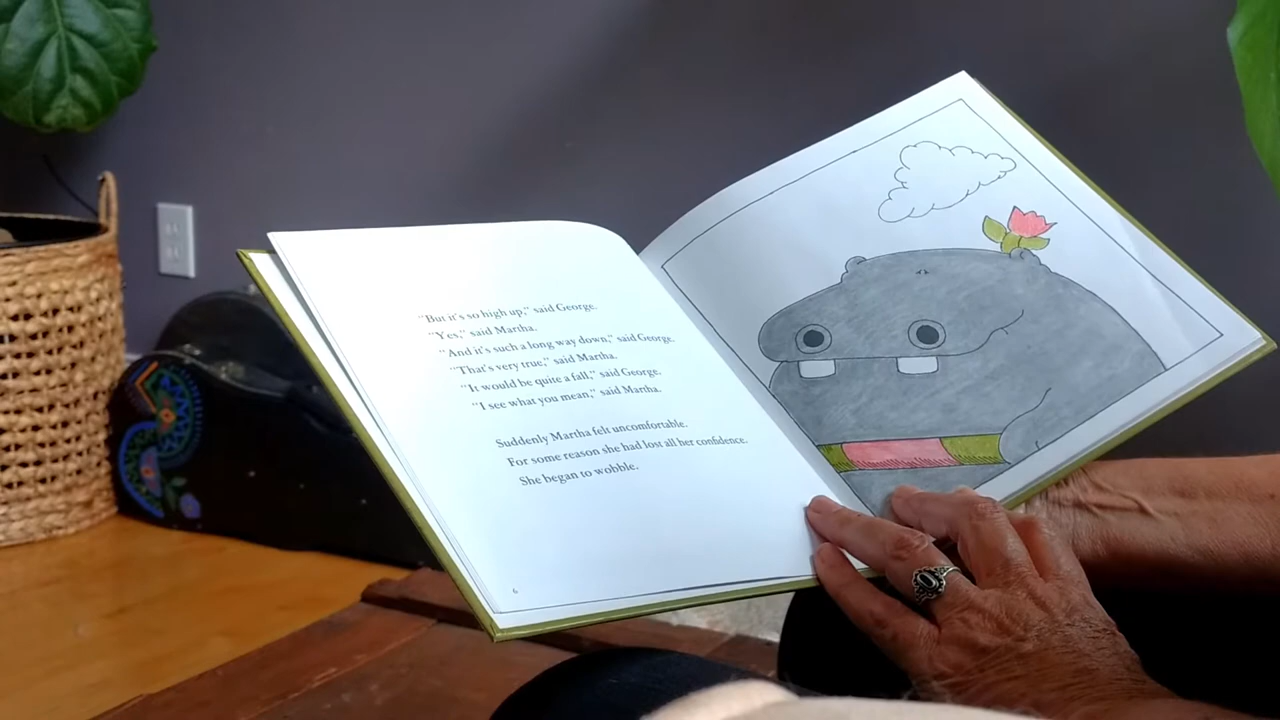 "But it's so high up," said George.
"Yes," said Martha.
"And it's such a long way down," said George.
"That's very true," said Martha.
"It would be quite a fall," said George.
"I see what you mean," said Martha.
Suddenly Martha felt uncomfortable.
For some reason she had lost all her confidence.
She began to wobble.
6